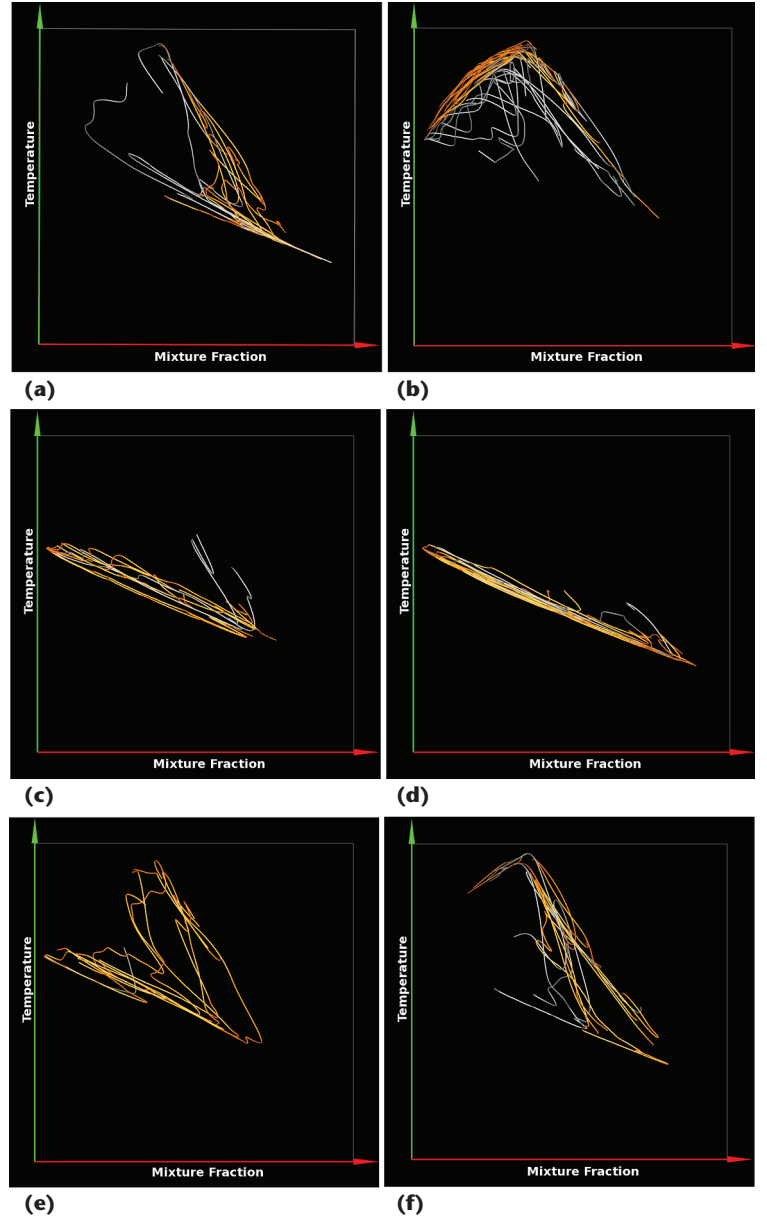 Temperature
Temperature
Mixture Fraction
Mixture Fraction
(a)
(b)
Temperature
Temperature
Mixture Fraction
Mixture Fraction
(c)
(d)
Temperature
Temperature
Mixture Fraction
Mixture Fraction
(e)
(f)